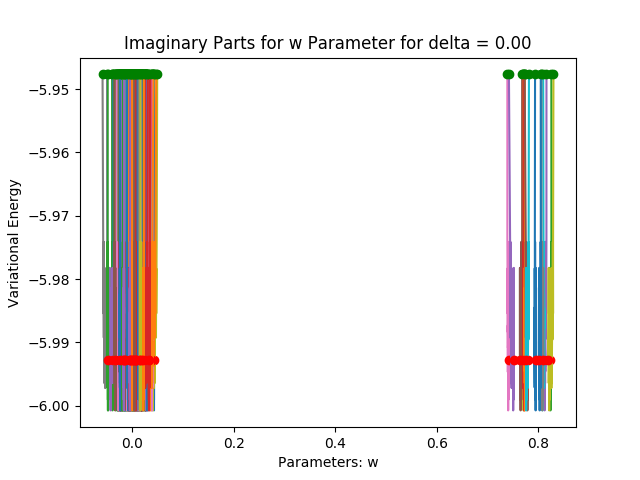 Imaginary Parts for w Parameter for delta = 0.00
−5.95
−5.96
−5.97
−5.98
−5.99
−6.00
Variational Energy
0.0 0.2 0.4 0.6 0.8
Parameters: w